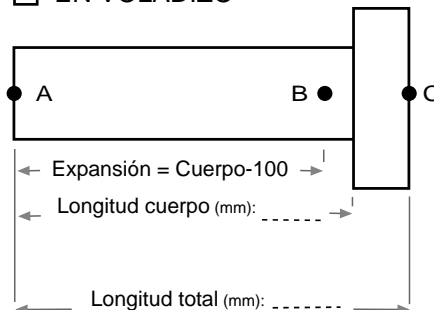 EN VOLADIZO
A B C
Expansión = Cuerpo-100
Longitud cuerpo (mm):
Longitud total (mm):